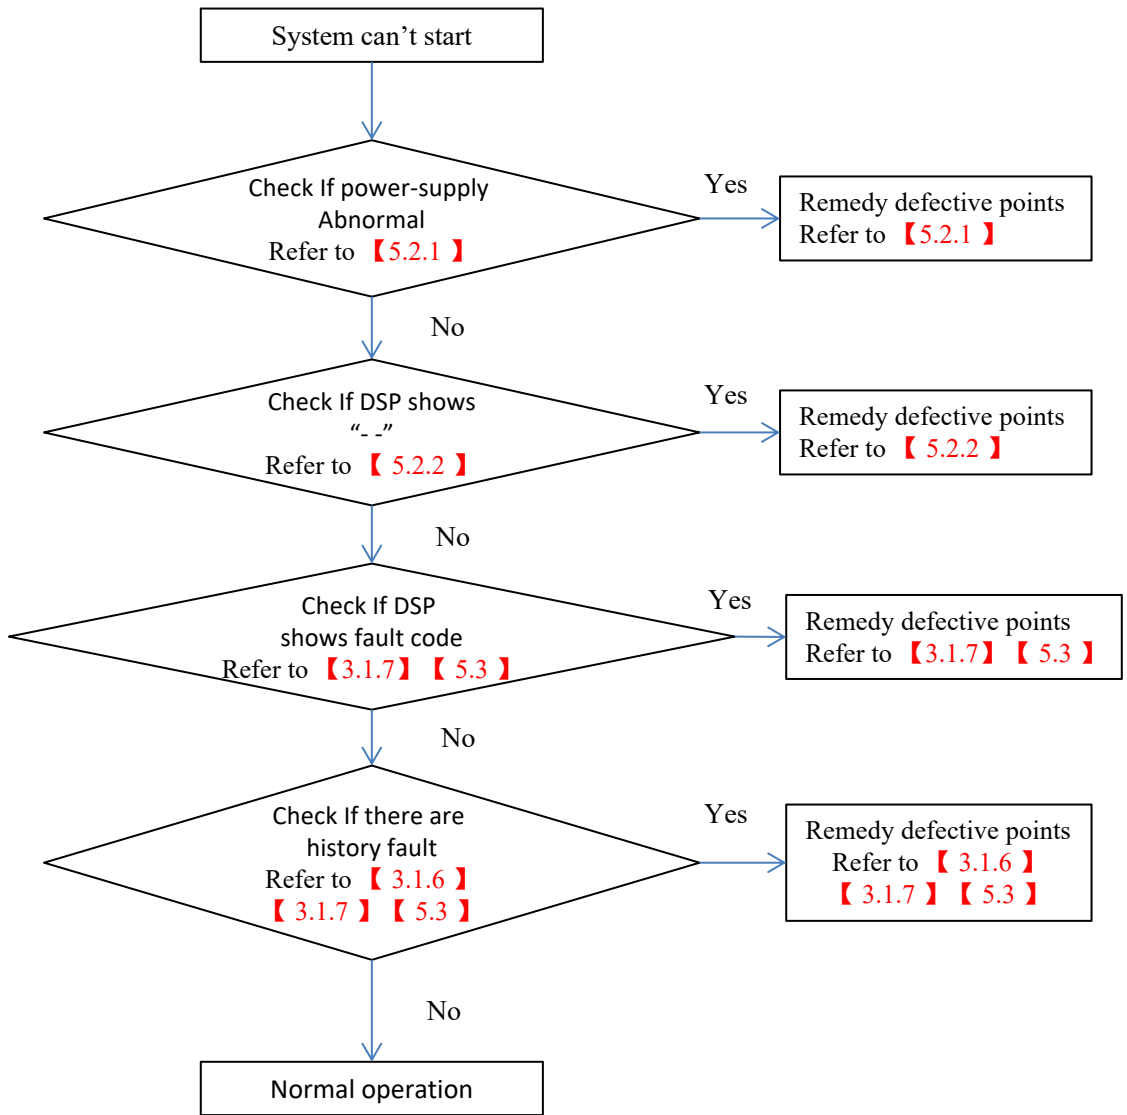 System can’t start
Check If power-supply
Abnormal
Refer to 【5.2.1 】
Yes
Remedy defective points
Refer to 【5.2.1 】
No
Check If DSP shows
“- -”
Refer to 【 5.2.2 】
Yes
Remedy defective points
Refer to 【 5.2.2 】
No
Check If DSP
shows fault code
Refer to 【3.1.7】【 5.3 】
Yes
Remedy defective points
Refer to 【3.1.7】【 5.3 】
No
Check If there are
history fault
Refer to 【 3.1.6】
【 3.1.7】【 5.3 】
Yes
Remedy defective points
Refer to 【 3.1.6】
【 3.1.7】【 5.3 】
No
Normal operation